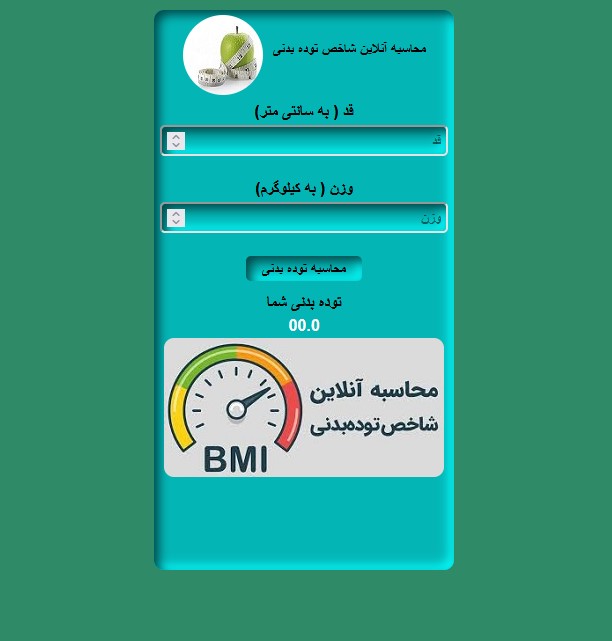 محاسبه آنلاین شاخص توده بدنی
قد ( به سانتی متر)
قد
وزن ( به کیلوگرم)
وزن
محاسبه توده بدنی
توده بدنی شما
00.0
محاسبه آنلاین
شاخص توده‌بدنی
BMI